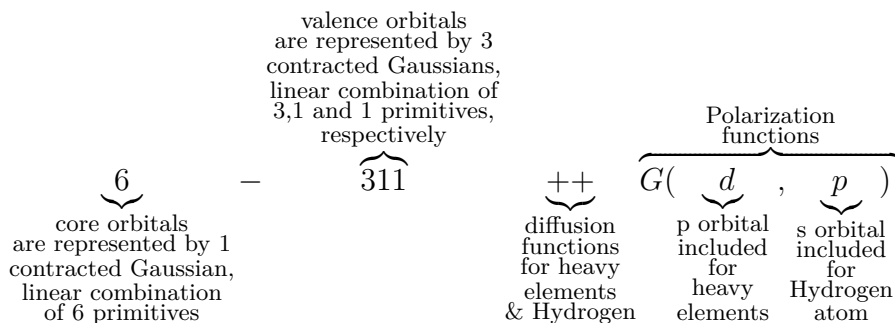 valence orbitals
are represented by 3
contracted Gaussians,
linear combination of
3,1 and 1 primitives,
respectively
Polarization
functions
6 − 311 ++ G( d , p )
core orbitals
are represented by 1
contracted Gaussian,
linear combination
of 6 primitives
diffusion
functions
for heavy
elements
& Hydrogen
p orbital
included
for
heavy
elements
s orbital
included
for
Hydrogen
atom